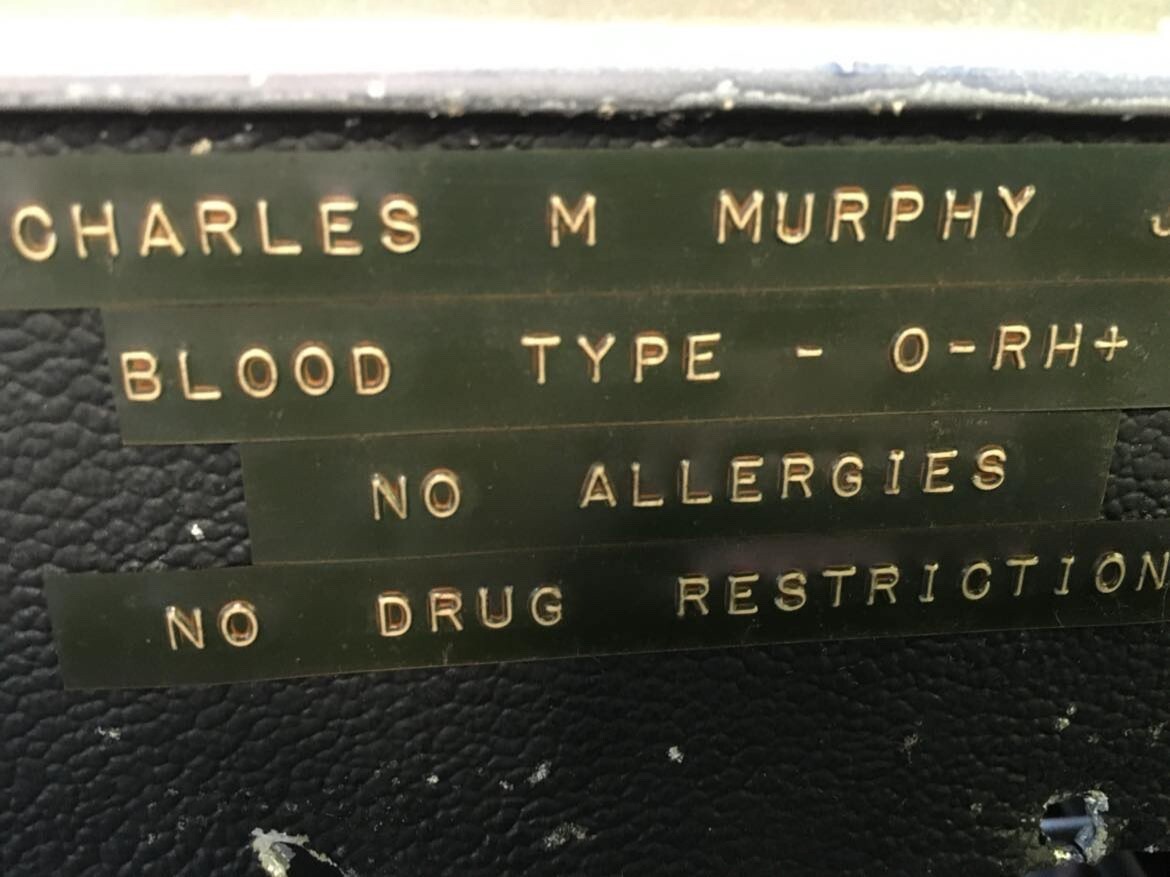 CHARLES M MURPHY J
BLOOD TYPE - O-RH+
NO ALLERGIES
NO DRUG RESTRICTION